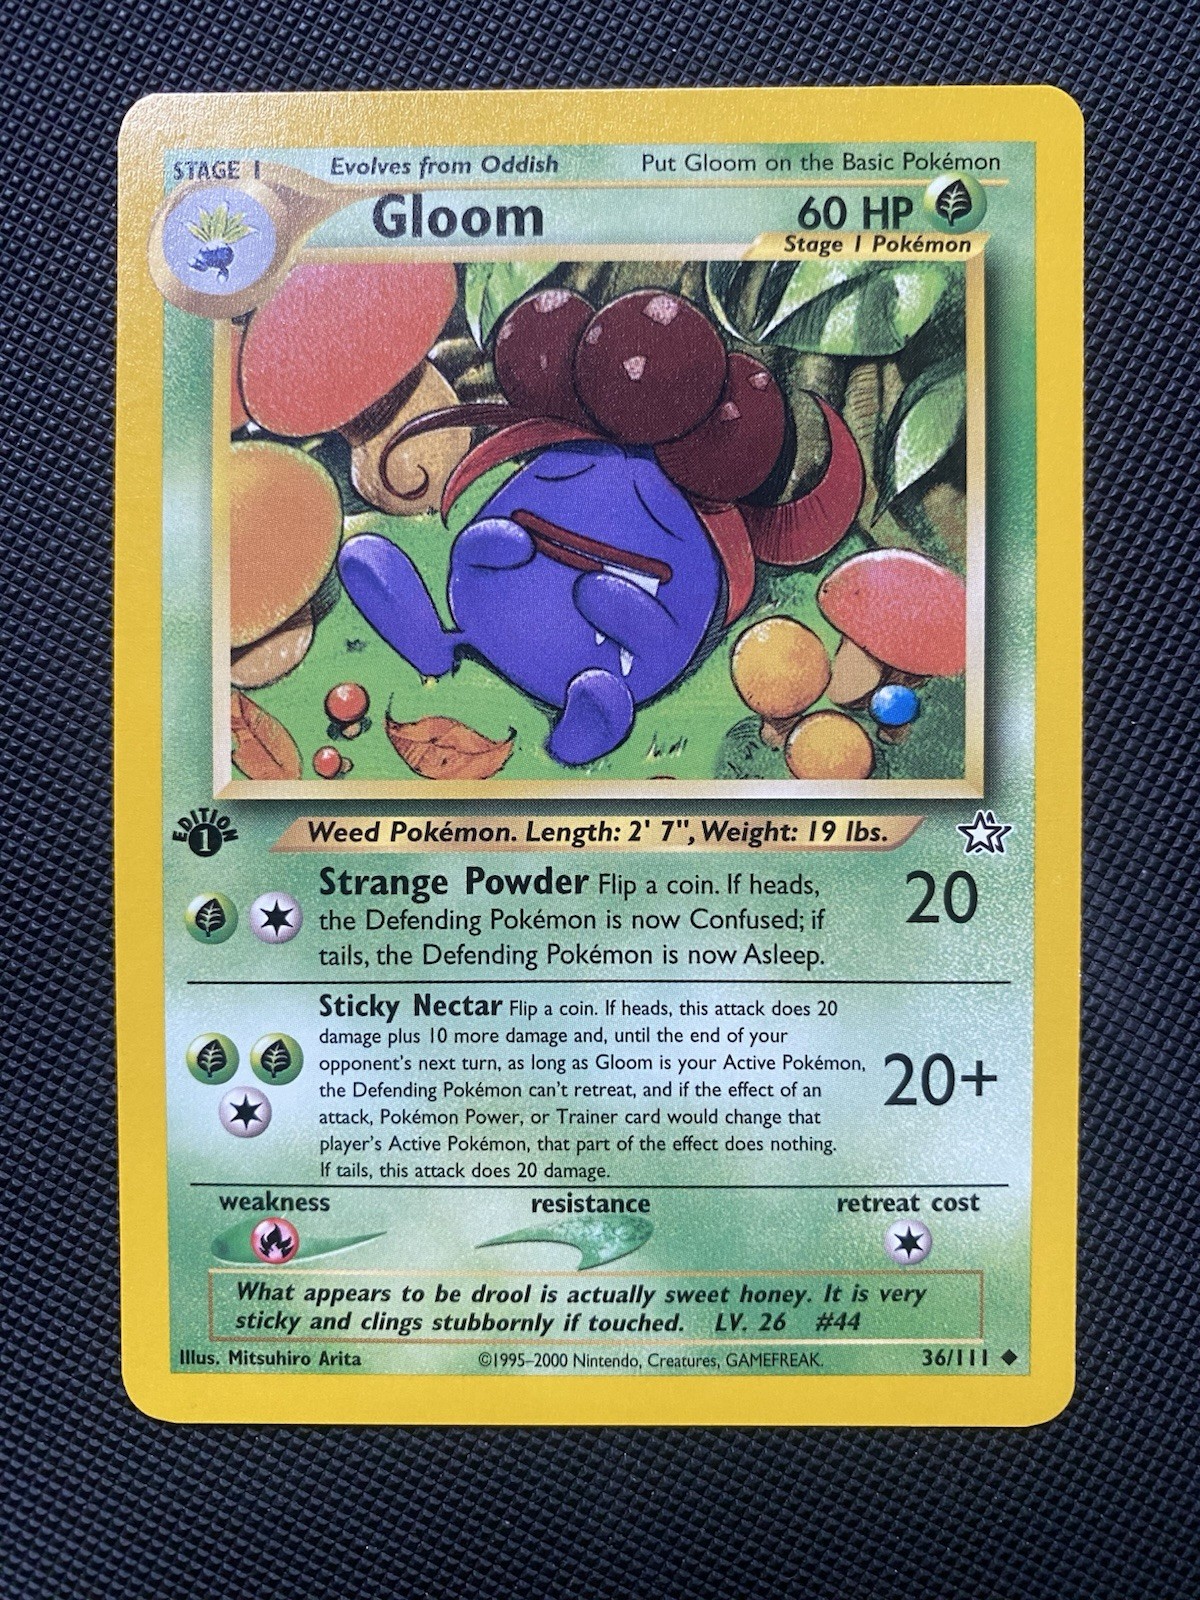 STAGE 1 Evolves from Oddish Put Gloom on the Basic Pokémon
Gloom 60 HP
Stage 1 Pokémon
EDITION
1
Weed Pokémon. Length: 2' 7", Weight: 19 lbs.
Strange Powder Flip a coin. If heads,
the Defending Pokémon is now Confused; if
tails, the Defending Pokémon is now Asleep.
20
Sticky Nectar Flip a coin. If heads, this attack does 20
damage plus 10 more damage and, until the end of your
opponent's next turn, as long as Gloom is your Active Pokémon,
the Defending Pokémon can't retreat, and if the effect of an
attack, Pokémon Power, or Trainer card would change that
player's Active Pokémon, that part of the effect does nothing.
If tails, this attack does 20 damage.
20+
weakness resistance retreat cost
What appears to be drool is actually sweet honey. It is very
sticky and clings stubbornly if touched. LV. 26 #44
Illus. Mitsuhiro Arita ©1995–2000 Nintendo, Creatures, GAMEFREAK. 36/111